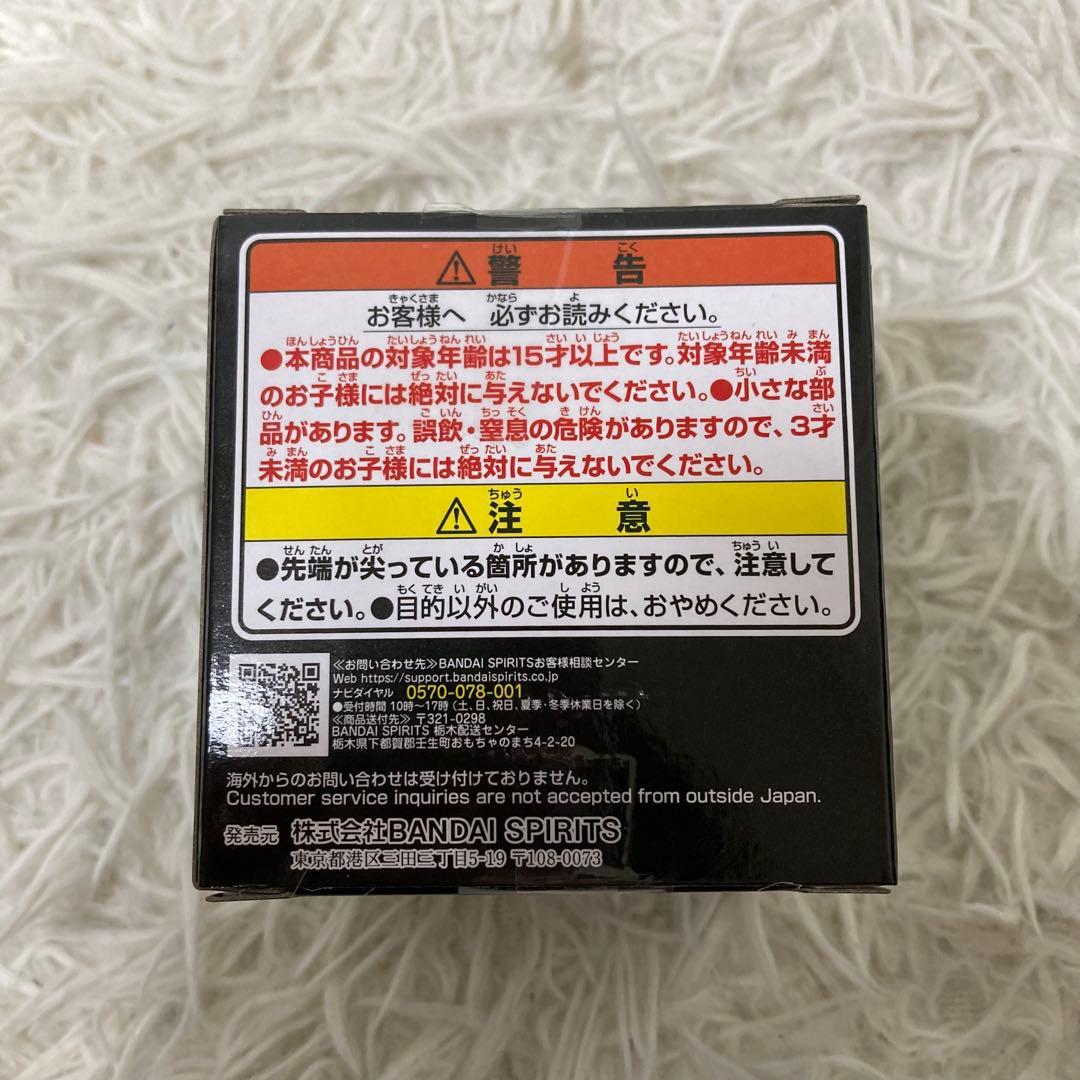 ⚠警告
お客様へ 必ずお読みください。
●本商品の対象年齢は15才以上です。対象年齢未満
のお子様には絶対に与えないでください。●小さな部
品があります。誤飲・窒息の危険がありますので、3才
未満のお子様には絶対に与えないでください。
⚠注意
●先端が尖っている箇所がありますので、注意して
ください。●目的以外のご使用は、おやめください。
≪お問い合わせ先≫BANDAI SPIRITSお客様相談センター
Web https://support.bandaispirits.co.jp
ナビダイヤル 0570-078-001
●受付時間 10時〜17時(土、日、祝日、夏季・冬季休業日を除く)
≪商品送付先≫〒321-0298
BANDAI SPIRITS 栃木配送センター
栃木県下都賀郡壬生町おもちゃのまち4-2-20
海外からのお問い合わせは受け付けておりません。
Customer service inquiries are not accepted from outside Japan.
発売元 株式会社BANDAI SPIRITS
東京都港区三田三丁目5-19 〒108-0073